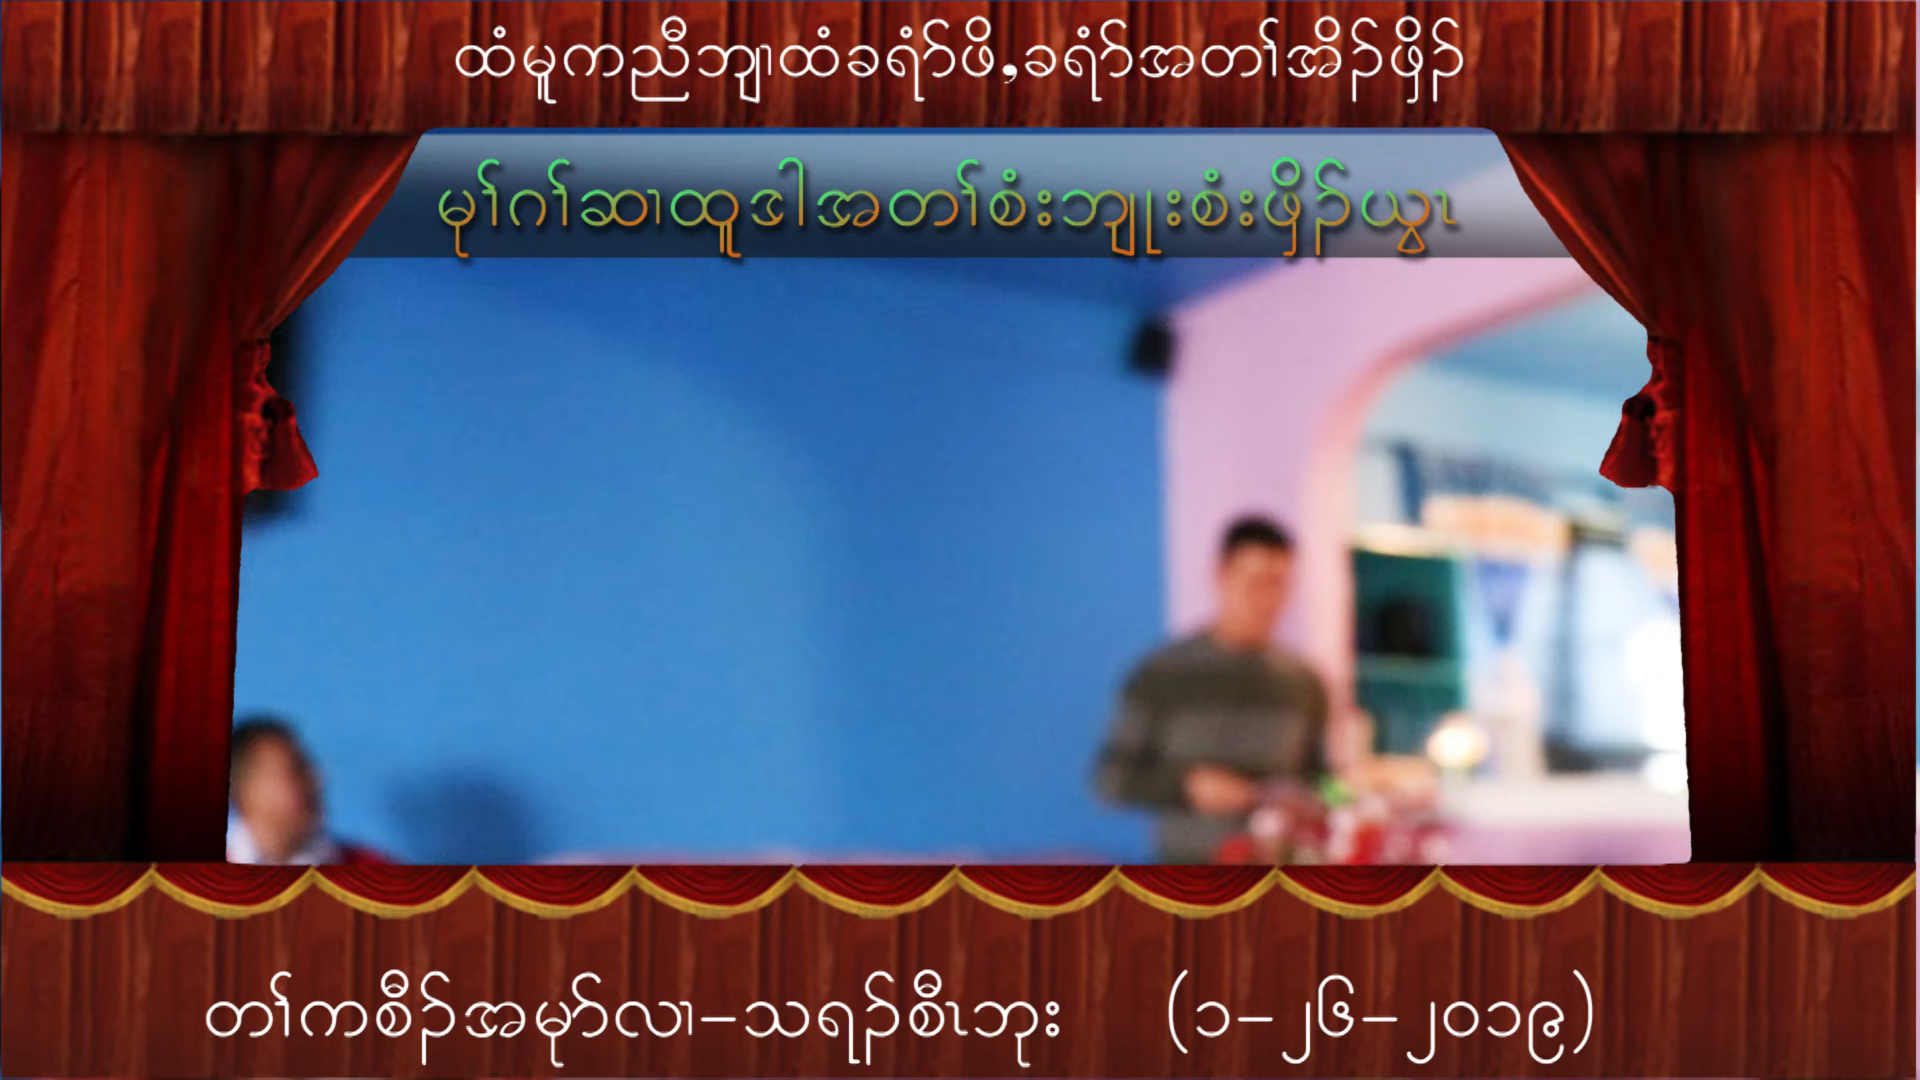 ထံမူကညီဘျၢထံခရံာ်ဖိ,ခရံာ်အတၢ်အိၣ်ဖှိၣ်
မုၢ်ဂၢ်ဆၢထူဒါအတၢ်စံးဘျုးစံးဖှိၣ်ယွၤ
တၢ်ကစီၣ်အမုာ်လၢ-သရၣ်စီၤဘုး (၁-၂၆-၂၀၁၉)